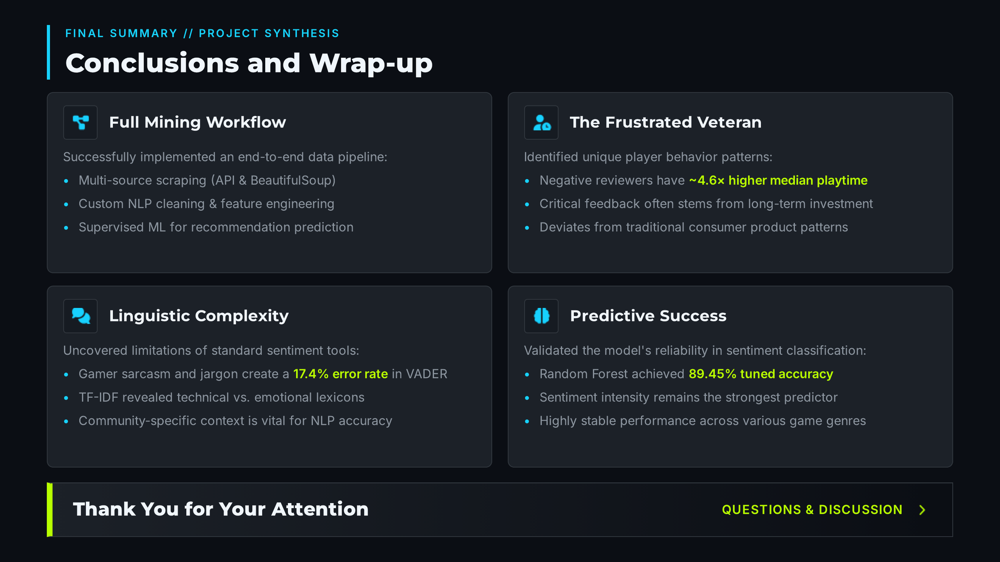 FINAL SUMMARY // PROJECT SYNTHESIS
Conclusions and Wrap-up
Full Mining Workflow
Successfully implemented an end-to-end data pipeline:
• Multi-source scraping (API & BeautifulSoup)
• Custom NLP cleaning & feature engineering
• Supervised ML for recommendation prediction
The Frustrated Veteran
Identified unique player behavior patterns:
• Negative reviewers have ~4.6× higher median playtime
• Critical feedback often stems from long-term investment
• Deviates from traditional consumer product patterns
Linguistic Complexity
Uncovered limitations of standard sentiment tools:
• Gamer sarcasm and jargon create a 17.4% error rate in VADER
• TF-IDF revealed technical vs. emotional lexicons
• Community-specific context is vital for NLP accuracy
Predictive Success
Validated the model's reliability in sentiment classification:
• Random Forest achieved 89.45% tuned accuracy
• Sentiment intensity remains the strongest predictor
• Highly stable performance across various game genres
Thank You for Your Attention
QUESTIONS & DISCUSSION